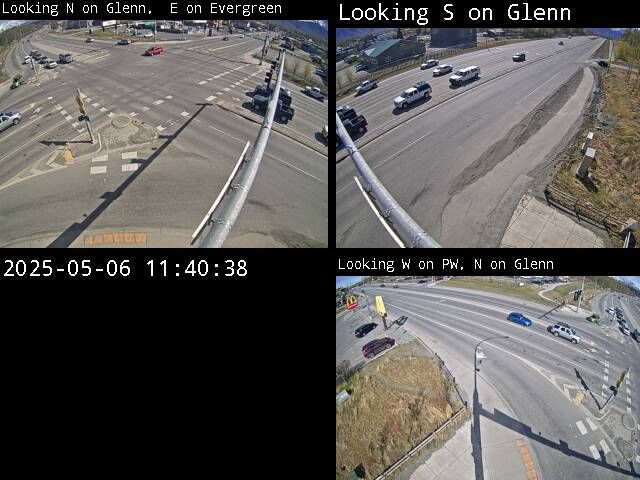 Looking N on Glenn,  E on Evergreen
Looking S on Glenn
2025-05-06 11:40:38
Looking W on PW, N on Glenn